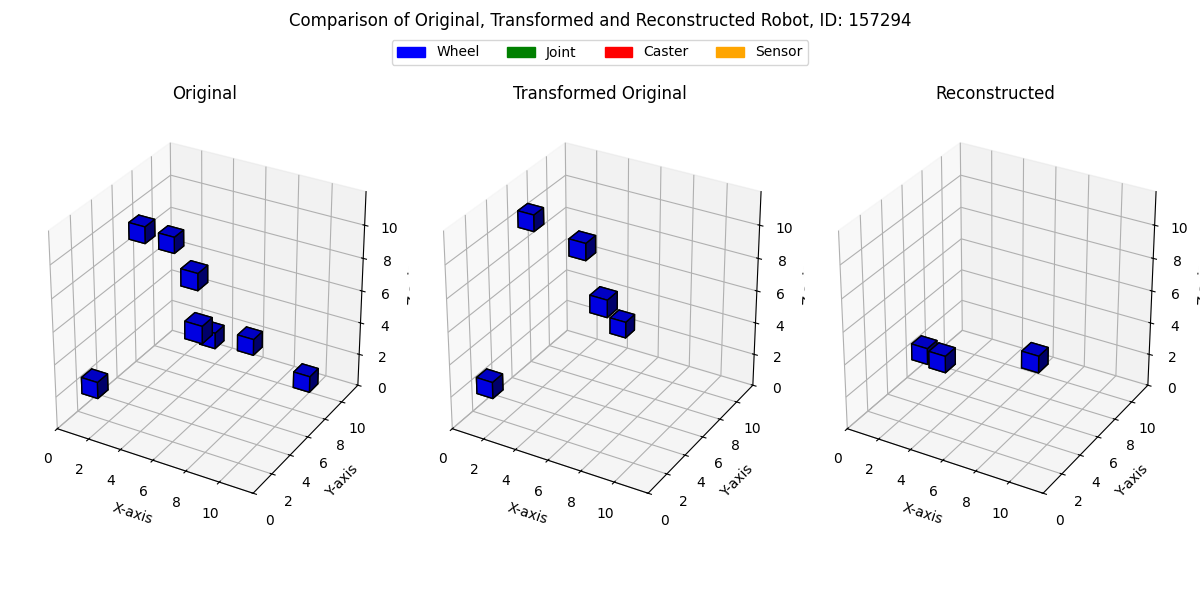 Comparison of Original, Transformed and Reconstructed Robot, ID: 157294
Wheel Joint Caster Sensor
Original Transformed Original Reconstructed
10 10 10
8 8 8
6 6 6
4 4 4
2 2 2
0 0 0
0 2 4 6 8 10 0 2 4 6 8 10 0 2 4 6 8 10
0 2 4 6 8 10 0 2 4 6 8 10 0 2 4 6 8 10
X-axis Y-axis X-axis Y-axis X-axis Y-axis